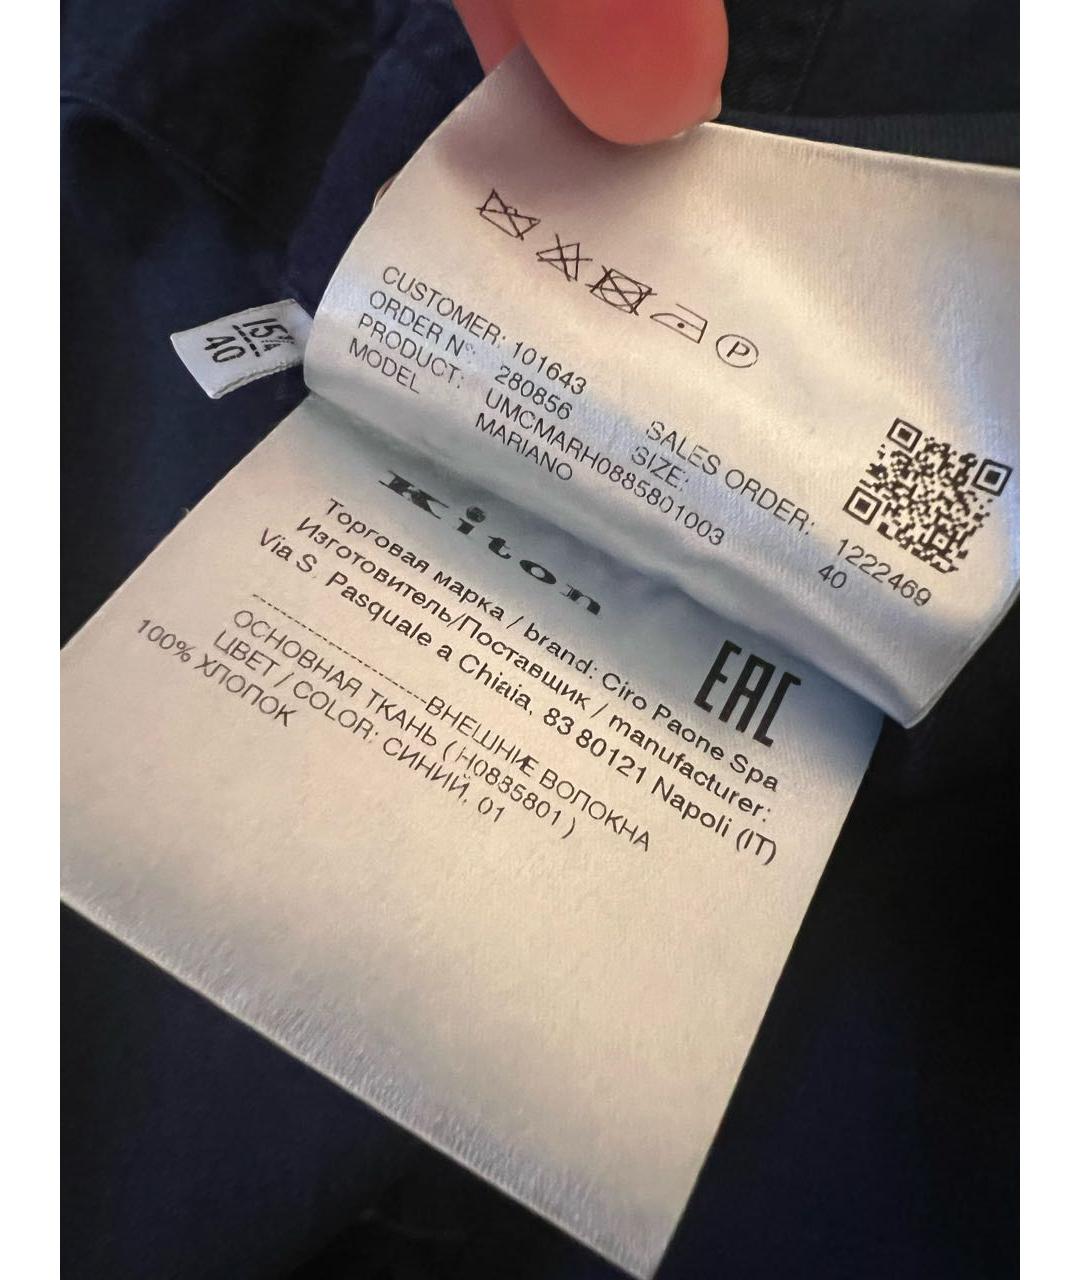 15¾
40
P
CUSTOMER: 101643
ORDER N°: 280856 SALES ORDER: 1222469
PRODUCT: UMCMARH0885801003 SIZE: 40
MODEL MARIANO
Kiton
EAC
Торговая марка / brand: Ciro Paone Spa
Изготовитель/Поставщик / manufacturer:
Via S. Pasquale a Chiaia, 83 80121 Napoli (IT)
--------------------ВНЕШНИЕ ВОЛОКНА
ОСНОВНАЯ ТКАНЬ (H0885801)
ЦВЕТ / COLOR: СИНИЙ, 01
100% ХЛОПОК